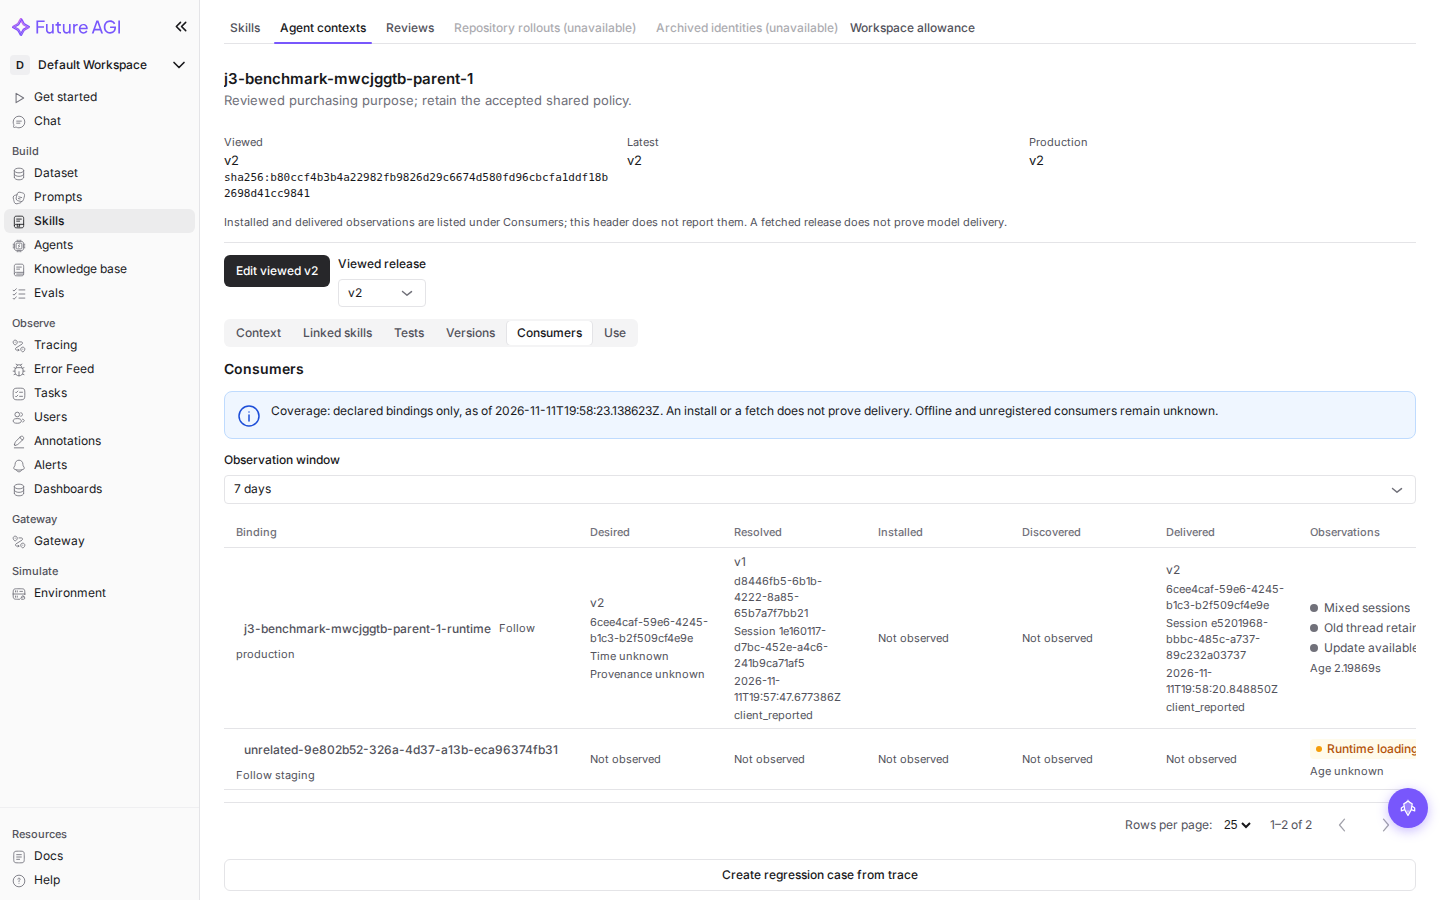 Future AGI
D Default Workspace
Get started
Chat
Build
Dataset
Prompts
Skills
Agents
Knowledge base
Evals
Observe
Tracing
Error Feed
Tasks
Users
Annotations
Alerts
Dashboards
Gateway
Gateway
Simulate
Environment
Resources
Docs
Help
Skills Agent contexts Reviews Repository rollouts (unavailable) Archived identities (unavailable) Workspace allowance
j3-benchmark-mwcjggtb-parent-1
Reviewed purchasing purpose; retain the accepted shared policy.
Viewed Latest Production
v2 v2 v2
sha256:b80ccf4b3b4a22982fb9826d29c6674d580fd96cbcfa1ddf18b
2698d41cc9841
Installed and delivered observations are listed under Consumers; this header does not report them. A fetched release does not prove model delivery.
Edit viewed v2
Viewed release
v2
Context Linked skills Tests Versions Consumers Use
Consumers
Coverage: declared bindings only, as of 2026-11-11T19:58:23.138623Z. An install or a fetch does not prove delivery. Offline and unregistered consumers remain unknown.
Observation window
7 days
Binding Desired Resolved Installed Discovered Delivered Observations
j3-benchmark-mwcjggtb-parent-1-runtime Follow
production
v2
6cee4caf-59e6-4245-
b1c3-b2f509cf4e9e
Time unknown
Provenance unknown
v1
d8446fb5-6b1b-
4222-8a85-
65b7a7f7bb21
Session 1e160117-
d7bc-452e-a4c6-
241b9ca71af5
2026-11-
11T19:57:47.677386Z
client_reported
Not observed
Not observed
v2
6cee4caf-59e6-4245-
b1c3-b2f509cf4e9e
Session e5201968-
bbbc-485c-a737-
89c232a03737
2026-11-
11T19:58:20.848850Z
client_reported
Mixed sessions
Old thread retain
Update available
Age 2.19869s
unrelated-9e802b52-326a-4d37-a13b-eca96374fb31
Follow staging
Not observed Not observed Not observed Not observed Not observed
Runtime loading
Age unknown
Rows per page: 25 1–2 of 2
Create regression case from trace